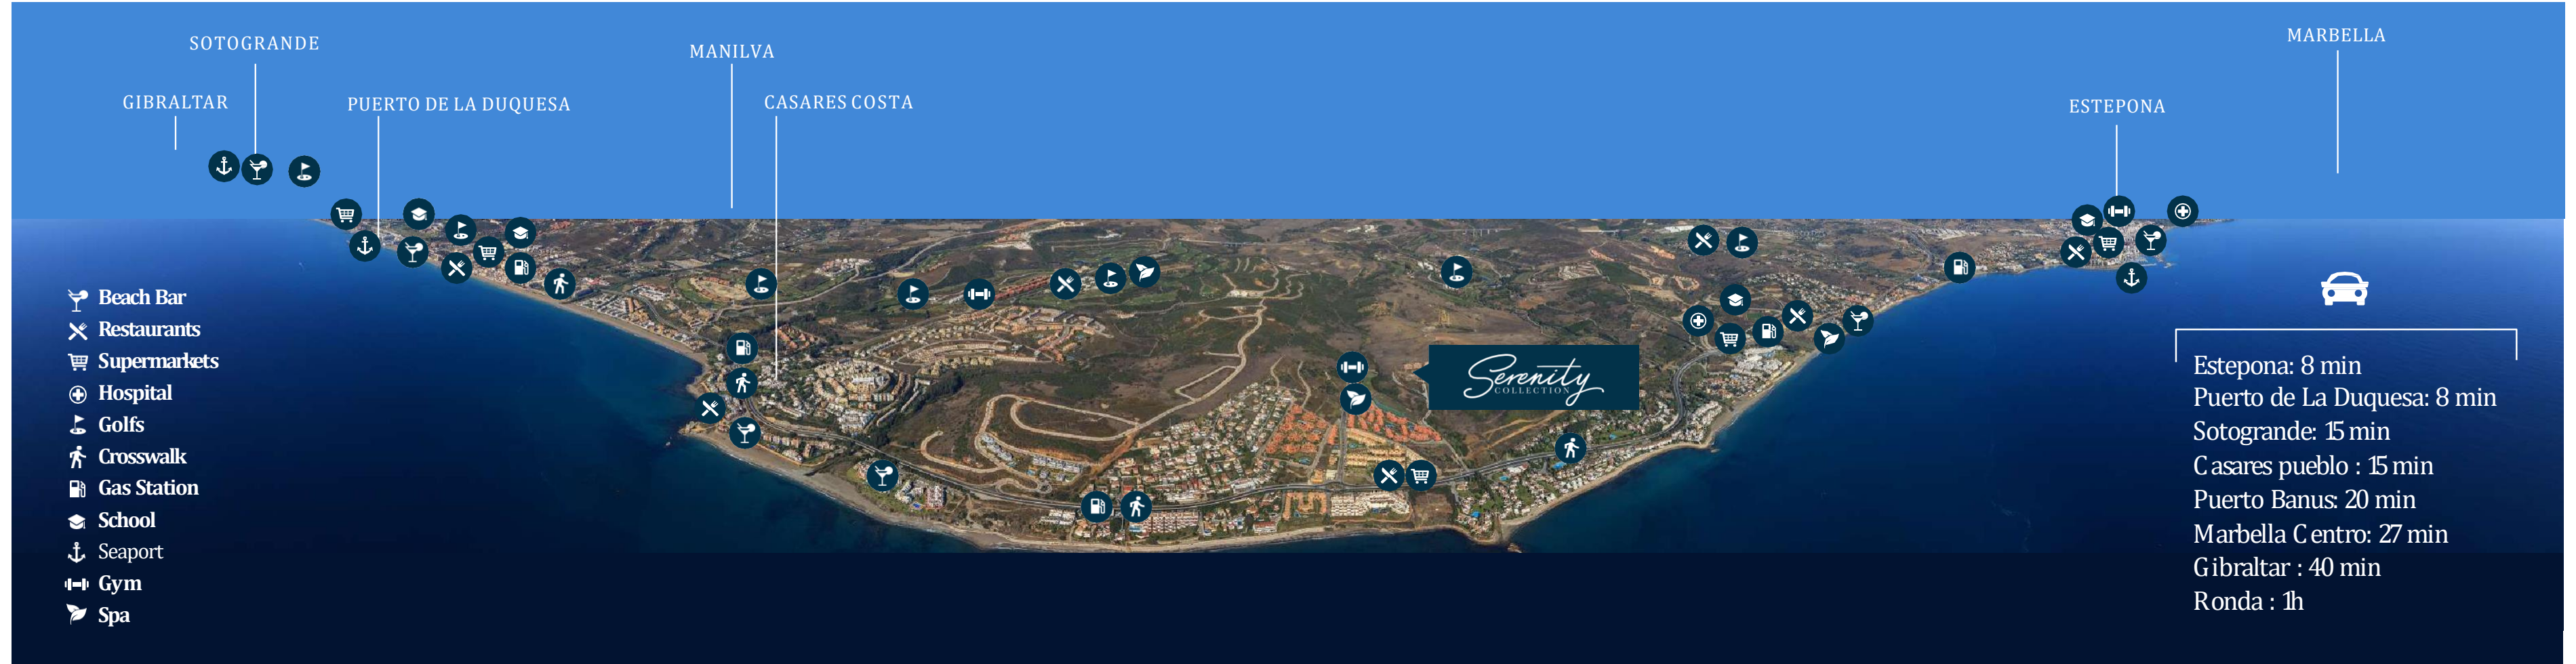 SOTOGRANDE
MANILVA
MARBELLA
GIBRALTAR
PUERTO DE LA DUQUESA
CASARES COSTA
ESTEPONA
Beach Bar
Restaurants
Supermarkets
Hospital
Golfs
Crosswalk
Gas Station
School
Seaport
Gym
Spa
Serenity
COLLECTION
Estepona: 8 min
Puerto de La Duquesa: 8 min
Sotogrande: 15 min
Casares pueblo : 15 min
Puerto Banus: 20 min
Marbella Centro: 27 min
Gibraltar : 40 min
Ronda : 1h